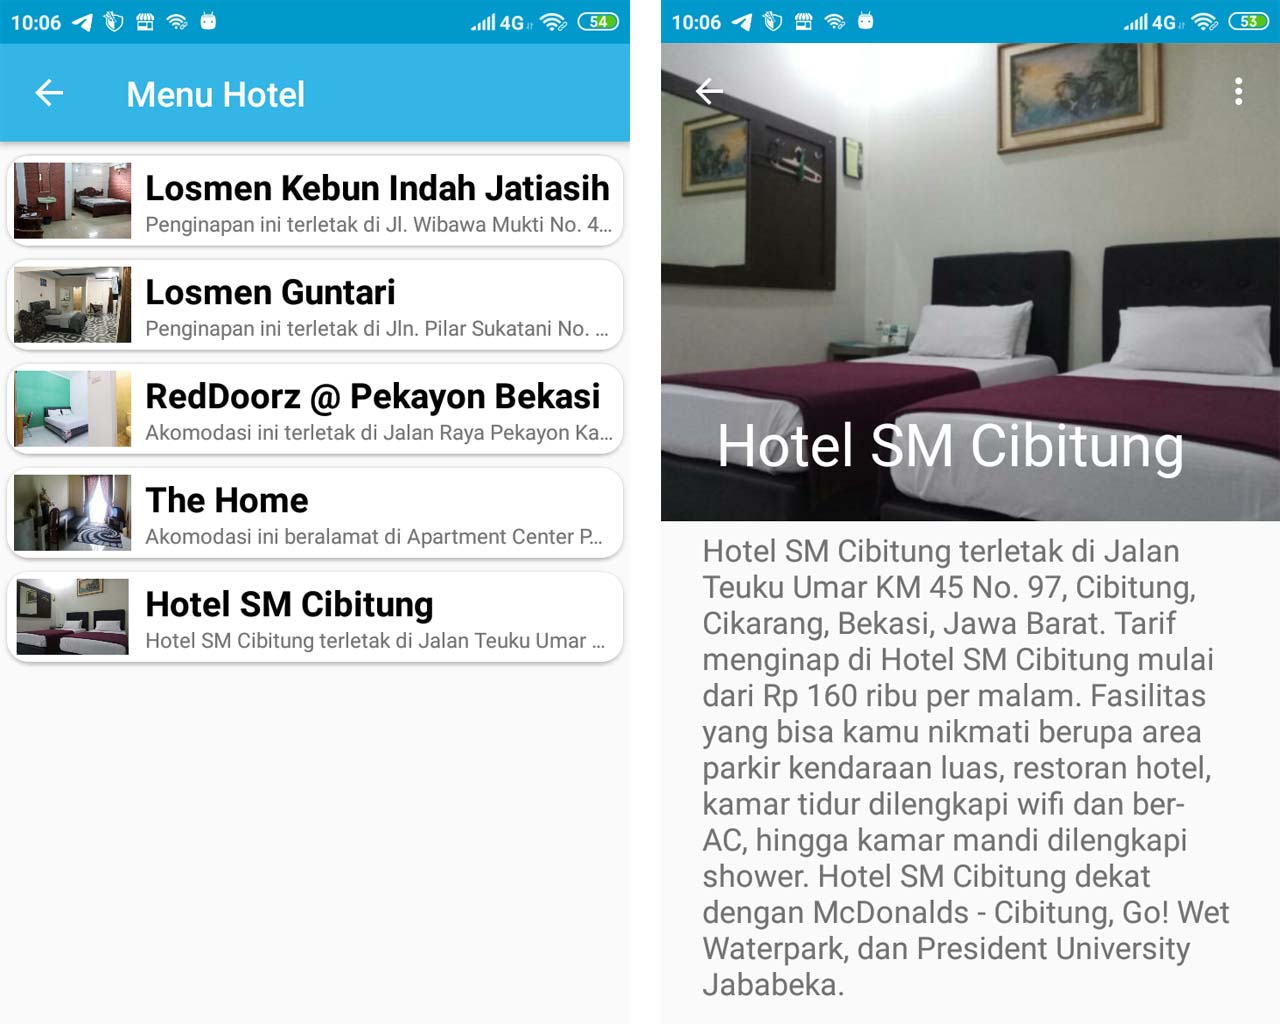 10:06
4G
54
Menu Hotel
Losmen Kebun Indah Jatiasih
Penginapan ini terletak di Jl. Wibawa Mukti No. 4...
Losmen Guntari
Penginapan ini terletak di Jln. Pilar Sukatani No. ...
RedDoorz @ Pekayon Bekasi
Akomodasi ini terletak di Jalan Raya Pekayon Ka...
The Home
Akomodasi ini beralamat di Apartment Center P...
Hotel SM Cibitung
Hotel SM Cibitung terletak di Jalan Teuku Umar ...
10:06
4G
53
Hotel SM Cibitung
Hotel SM Cibitung terletak di Jalan
Teuku Umar KM 45 No. 97, Cibitung,
Cikarang, Bekasi, Jawa Barat. Tarif
menginap di Hotel SM Cibitung mulai
dari Rp 160 ribu per malam. Fasilitas
yang bisa kamu nikmati berupa area
parkir kendaraan luas, restoran hotel,
kamar tidur dilengkapi wifi dan ber-
AC, hingga kamar mandi dilengkapi
shower. Hotel SM Cibitung dekat
dengan McDonalds - Cibitung, Go! Wet
Waterpark, dan President University
Jababeka.